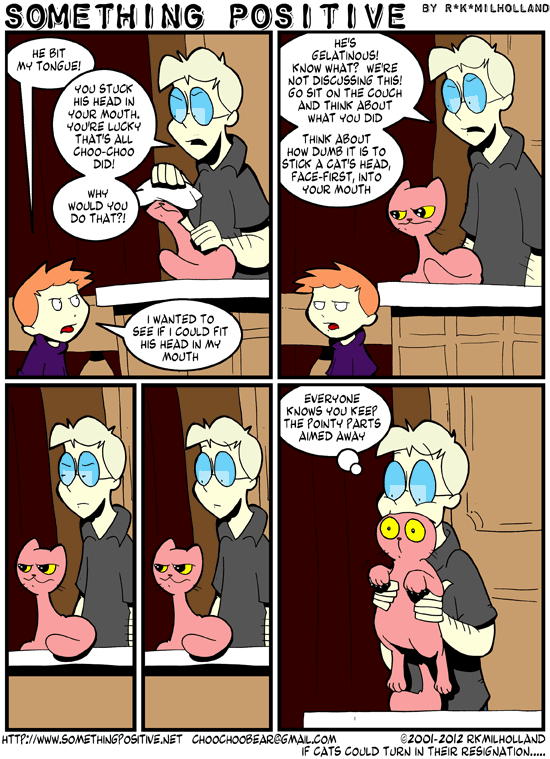 SOMETHING POSITIVE BY R*K*MILHOLLAND
HE BIT
MY TONGUE!
YOU STUCK
HIS HEAD IN
YOUR MOUTH.
YOU'RE LUCKY
THAT'S ALL
CHOO-CHOO
DID!
WHY
WOULD YOU
DO THAT?!
I WANTED TO
SEE IF I COULD FIT
HIS HEAD IN MY
MOUTH
HE'S
GELATINOUS!
KNOW WHAT? WE'RE
NOT DISCUSSING THIS!
GO SIT ON THE COUCH
AND THINK ABOUT
WHAT YOU DID
THINK ABOUT
HOW DUMB IT IS TO
STICK A CAT'S HEAD,
FACE-FIRST, INTO
YOUR MOUTH
EVERYONE
KNOWS YOU KEEP
THE POINTY PARTS
AIMED AWAY
HTTP://WWW.SOMETHINGPOSITIVE.NET CHOOCHOOBEAR@GMAIL.COM ©2001-2012 RKMILHOLLAND
IF CATS COULD TURN IN THEIR RESIGNATION.....